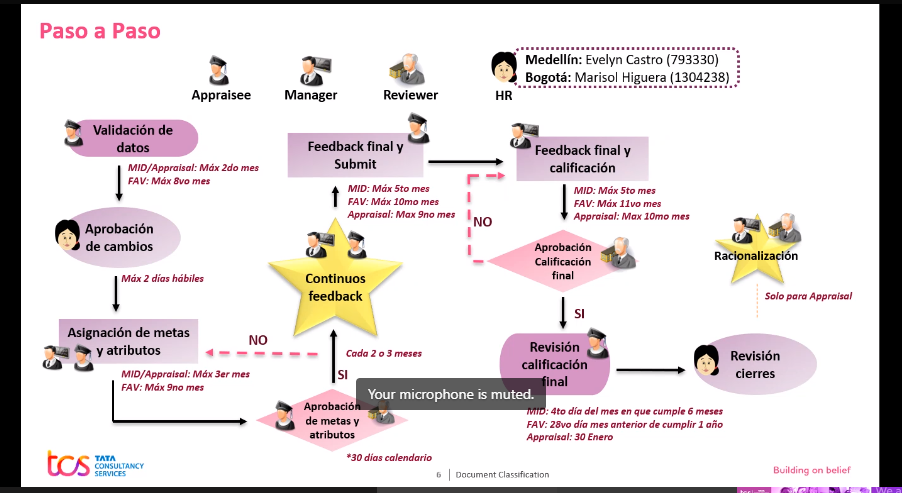 Paso a Paso
Appraisee
Manager
Reviewer
HR
Medellín: Evelyn Castro (793330)
Bogotá: Marisol Higuera (1304238)
Validación de
datos
MID/Appraisal: Máx 2do mes
FAV: Máx 8vo mes
Aprobación
de cambios
Máx 2 días hábiles
Asignación de metas
y atributos
MID/Appraisal: Máx 3er mes
FAV: Máx 9no mes
NO
SI
Aprobación
de metas y
atributos
*30 días calendario
Cada 2 o 3 meses
Continuos
feedback
Feedback final y
Submit
MID: Máx 5to mes
FAV: Máx 10mo mes
Appraisal: Max 9no mes
Feedback final y
calificación
MID: Máx 5to mes
FAV: Máx 11vo mes
Appraisal: Max 10mo mes
NO
Aprobación
Calificación
final
SI
Revisión
calificación
final
MID: 4to día del mes en que cumple 6 meses
FAV: 28vo día mes anterior de cumplir 1 año
Appraisal: 30 Enero
Racionalización
Solo para Appraisal
Revisión
cierres
Your microphone is muted.
tcs TATA
CONSULTANCY
SERVICES
6 | Document Classification
Building on belief